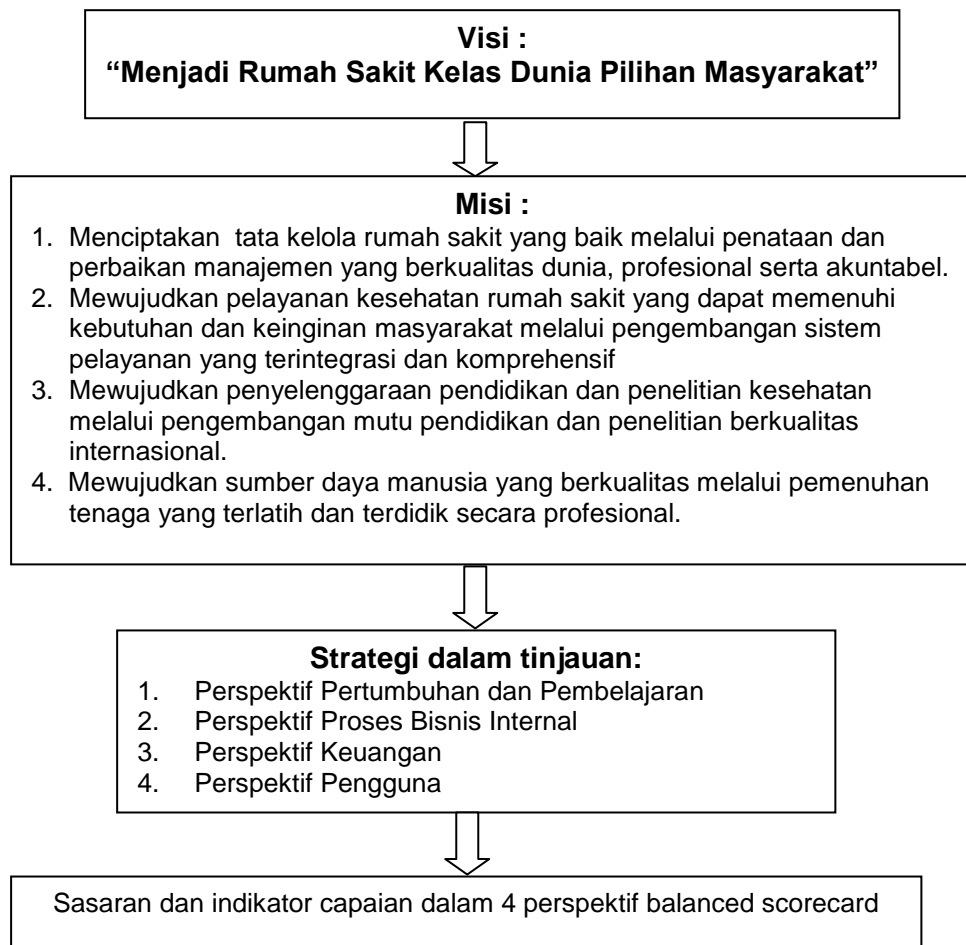 Visi :
“Menjadi Rumah Sakit Kelas Dunia Pilihan Masyarakat”
Misi :
1. Menciptakan tata kelola rumah sakit yang baik melalui penataan dan
perbaikan manajemen yang berkualitas dunia, profesional serta akuntabel.
2. Mewujudkan pelayanan kesehatan rumah sakit yang dapat memenuhi
kebutuhan dan keinginan masyarakat melalui pengembangan sistem
pelayanan yang terintegrasi dan komprehensif
3. Mewujudkan penyelenggaraan pendidikan dan penelitian kesehatan
melalui pengembangan mutu pendidikan dan penelitian berkualitas
internasional.
4. Mewujudkan sumber daya manusia yang berkualitas melalui pemenuhan
tenaga yang terlatih dan terdidik secara profesional.
Strategi dalam tinjauan:
1. Perspektif Pertumbuhan dan Pembelajaran
2. Perspektif Proses Bisnis Internal
3. Perspektif Keuangan
4. Perspektif Pengguna
Sasaran dan indikator capaian dalam 4 perspektif balanced scorecard